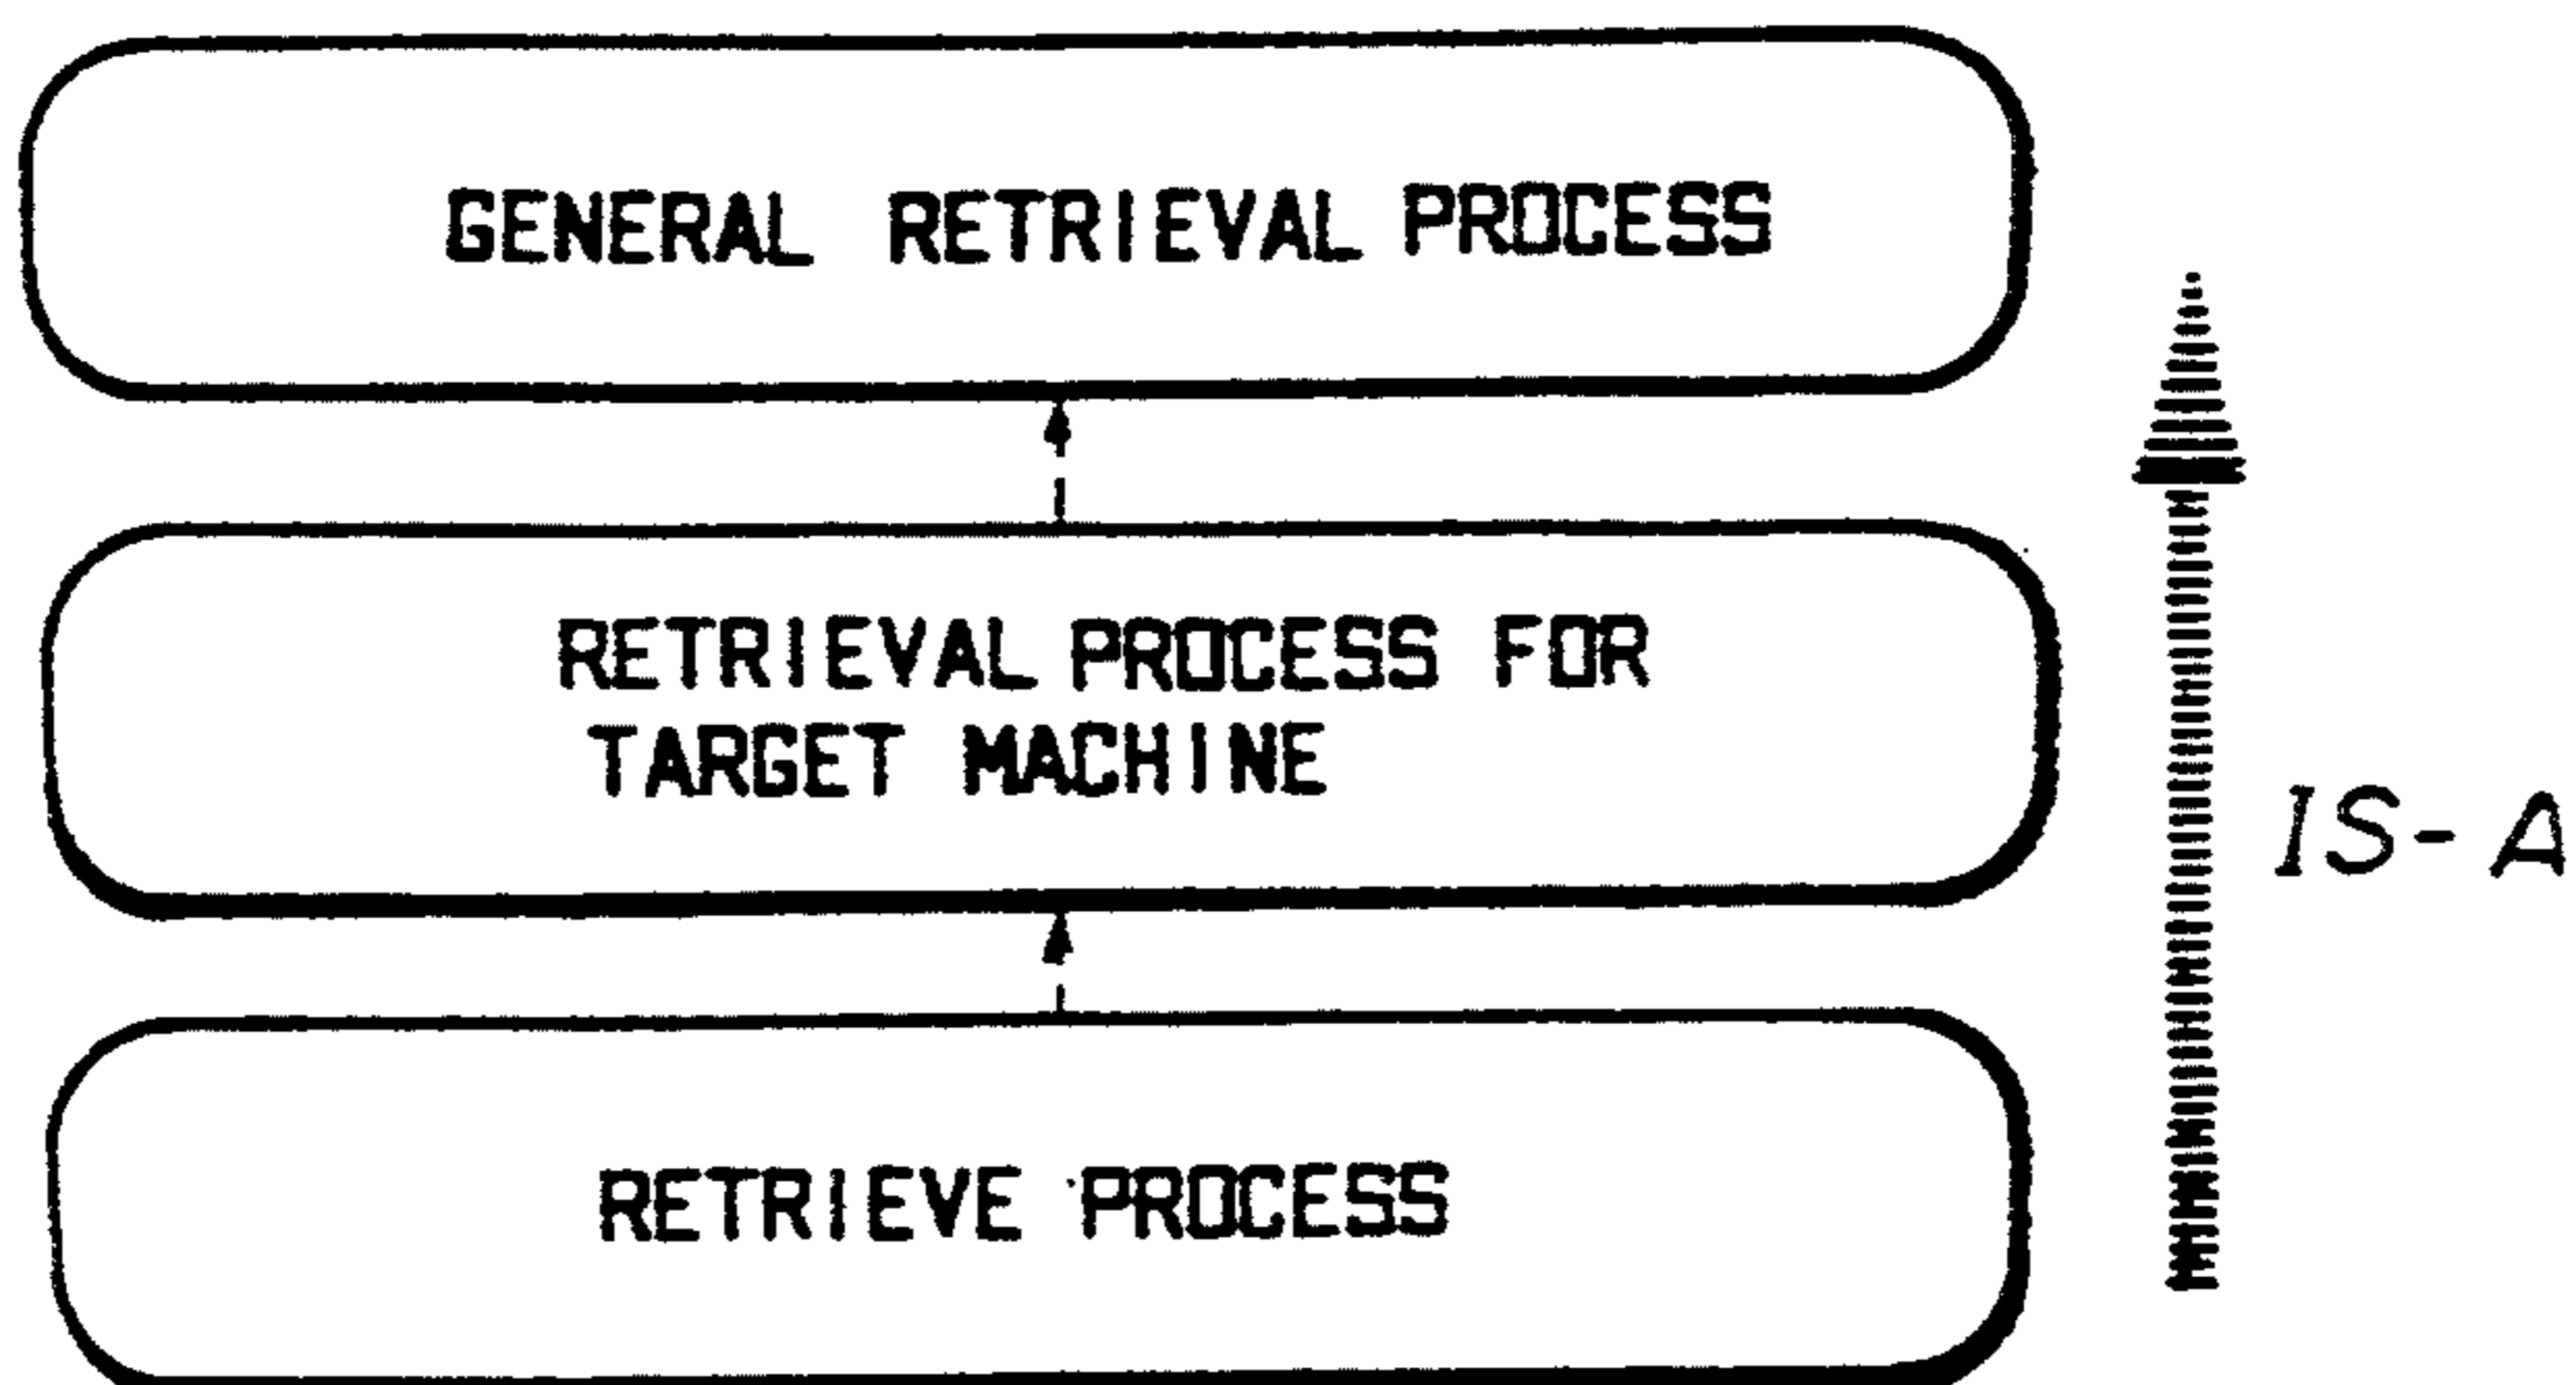 GENERAL RETRIEVAL PROCESS
RETRIEVAL PROCESS FOR
TARGET MACHINE
IS-A
RETRIEVE PROCESS